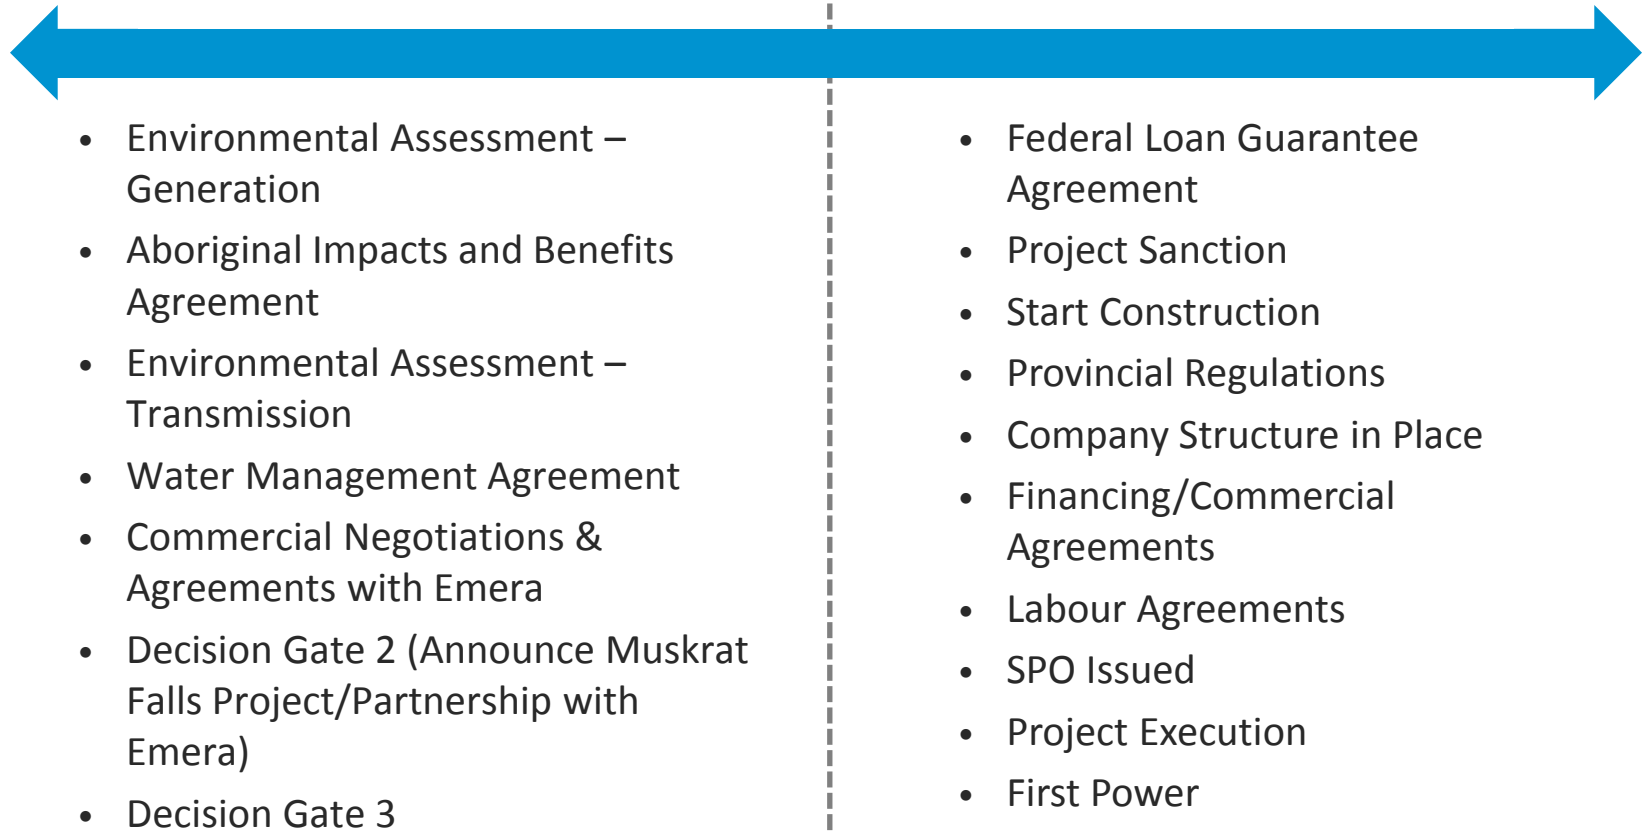 • Environmental Assessment –
Generation
• Aboriginal Impacts and Benefits
Agreement
• Environmental Assessment –
Transmission
• Water Management Agreement
• Commercial Negotiations &
Agreements with Emera
• Decision Gate 2 (Announce Muskrat
Falls Project/Partnership with
Emera)
• Decision Gate 3
• Federal Loan Guarantee
Agreement
• Project Sanction
• Start Construction
• Provincial Regulations
• Company Structure in Place
• Financing/Commercial
Agreements
• Labour Agreements
• SPO Issued
• Project Execution
• First Power